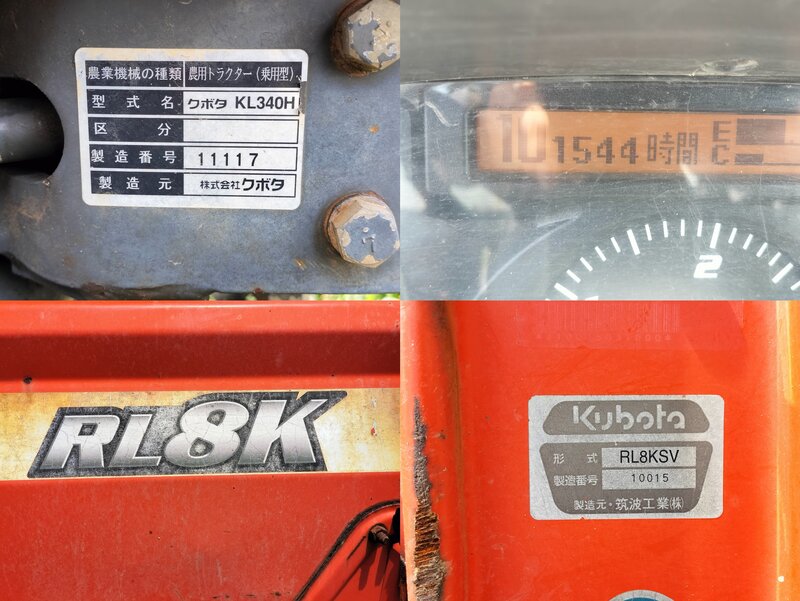 農業機械の種類 農用トラクター(乗用型)
型式名 クボタ KL340H
区分
製造番号 11117
製造元 株式会社クボタ
1544時間 E
C
2
RL8K
Kubota
形式 RL8KSV
製造番号 10015
製造元・筑波工業(株)